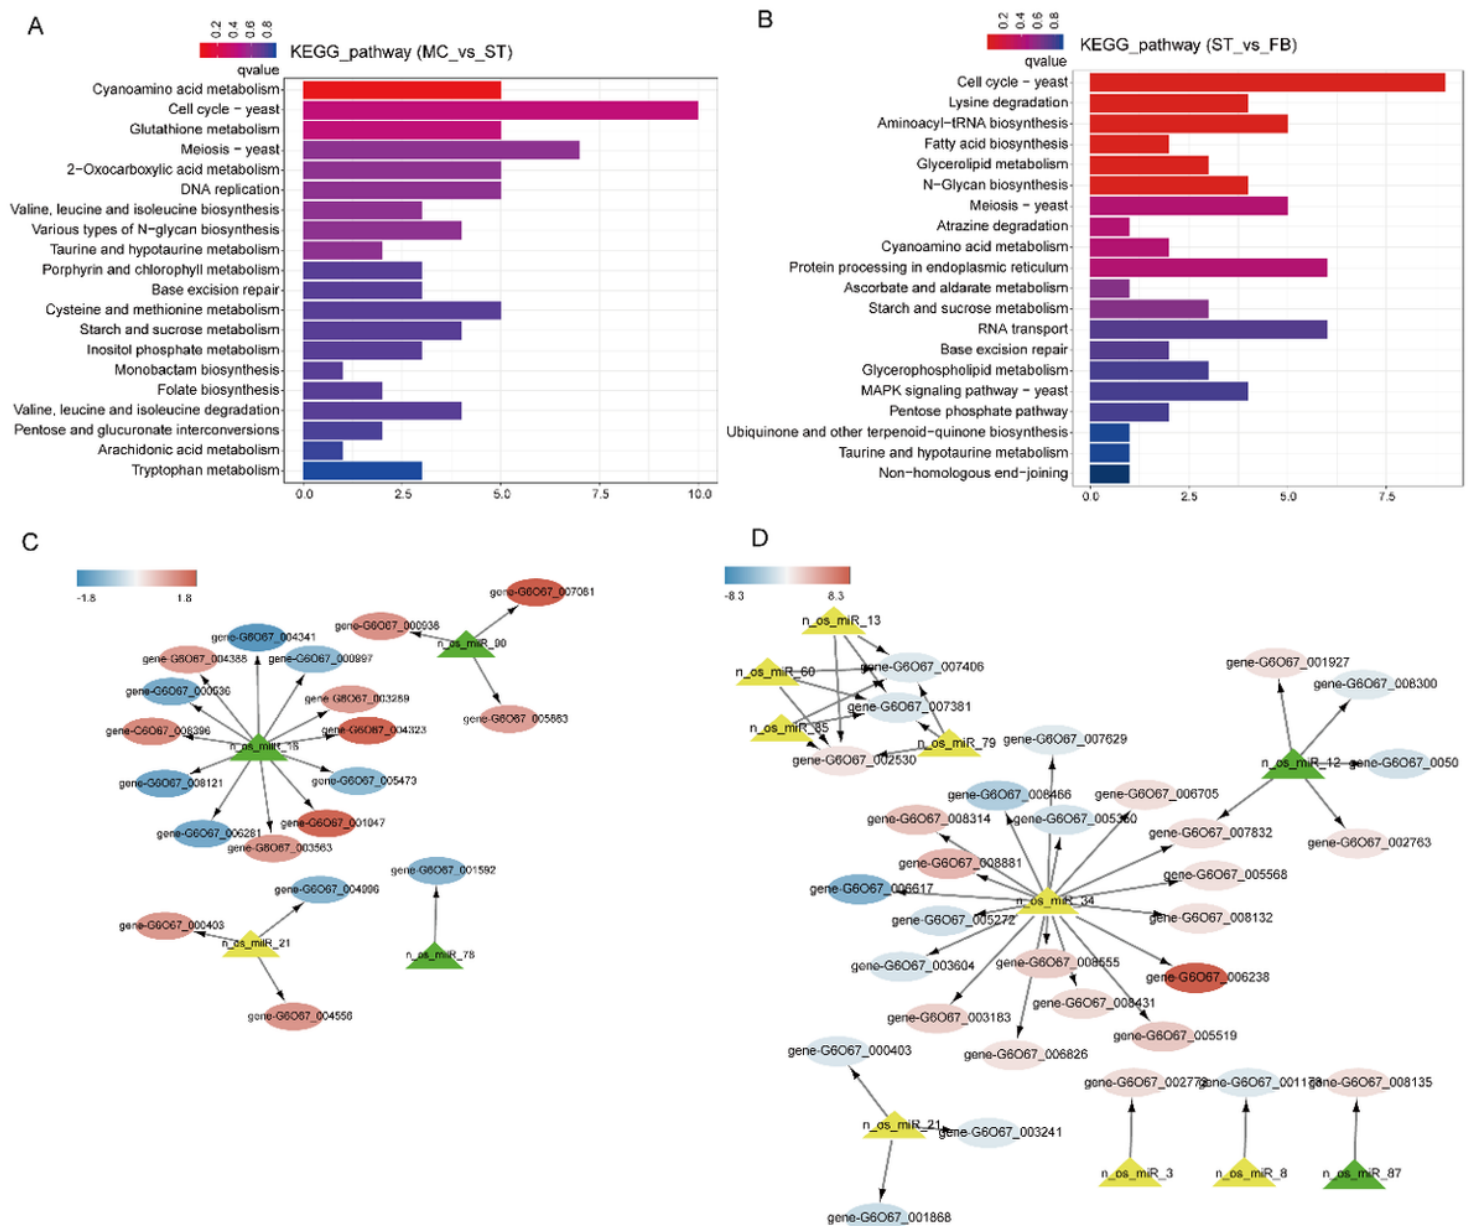 A
0.2 0.4 0.6 0.8
qvalue
KEGG_pathway (MC_vs_ST)
Cyanoamino acid metabolism
Cell cycle − yeast
Glutathione metabolism
Meiosis − yeast
2−Oxocarboxylic acid metabolism
DNA replication
Valine, leucine and isoleucine biosynthesis
Various types of N−glycan biosynthesis
Taurine and hypotaurine metabolism
Porphyrin and chlorophyll metabolism
Base excision repair
Cysteine and methionine metabolism
Starch and sucrose metabolism
Inositol phosphate metabolism
Monobactam biosynthesis
Folate biosynthesis
Valine, leucine and isoleucine degradation
Pentose and glucuronate interconversions
Arachidonic acid metabolism
Tryptophan metabolism
0.0 2.5 5.0 7.5 10.0
B
0.2 0.4 0.6 0.8
qvalue
KEGG_pathway (ST_vs_FB)
Cell cycle − yeast
Lysine degradation
Aminoacyl−tRNA biosynthesis
Fatty acid biosynthesis
Glycerolipid metabolism
N−Glycan biosynthesis
Meiosis − yeast
Atrazine degradation
Cyanoamino acid metabolism
Protein processing in endoplasmic reticulum
Ascorbate and aldarate metabolism
Starch and sucrose metabolism
RNA transport
Base excision repair
Glycerophospholipid metabolism
MAPK signaling pathway − yeast
Pentose phosphate pathway
Ubiquinone and other terpenoid−quinone biosynthesis
Taurine and hypotaurine metabolism
Non−homologous end−joining
0.0 2.5 5.0 7.5
C
-1.8 1.8
gene-G6O67_007081
gene-G6O67_000938
n_os_milR_90
gene-G6O67_005883
gene-G6O67_004341
gene-G6O67_004388
gene-G6O67_000997
gene-G6O67_003289
gene-G6O67_004323
n_os_milR_16
gene-G6O67_008121
gene-G6O67_005473
gene-G6O67_006281
gene-G6O67_003563
gene-G6O67_001592
gene-G6O67_000403
n_os_milR_21
n_os_milR_78
gene-G6O67_004556
D
-8.3 8.3
n_os_miR_13
n_os_miR_60
gene-G6O67_007406
gene-G6O67_007381
n_os_miR_85
n_os_miR_79
gene-G6O67_002530
gene-G6O67_007629
gene-G6O67_001927
gene-G6O67_008300
n_os_miR_12
gene-G6O67_0050
gene-G6O67_008466
gene-G6O67_006705
gene-G6O67_008314
gene-G6O67_007832
gene-G6O67_002763
gene-G6O67_008881
gene-G6O67_005568
n_os_miR_34
gene-G6O67_005272
gene-G6O67_008132
gene-G6O67_003604
gene-G6O67_008555
gene-G6O67_006238
gene-G6O67_008431
gene-G6O67_003183
gene-G6O67_005519
gene-G6O67_006826
gene-G6O67_000403
gene-G6O67_008135
n_os_miR_21
gene-G6O67_003241
n_os_miR_3
n_os_miR_8
n_os_miR_87
gene-G6O67_001868